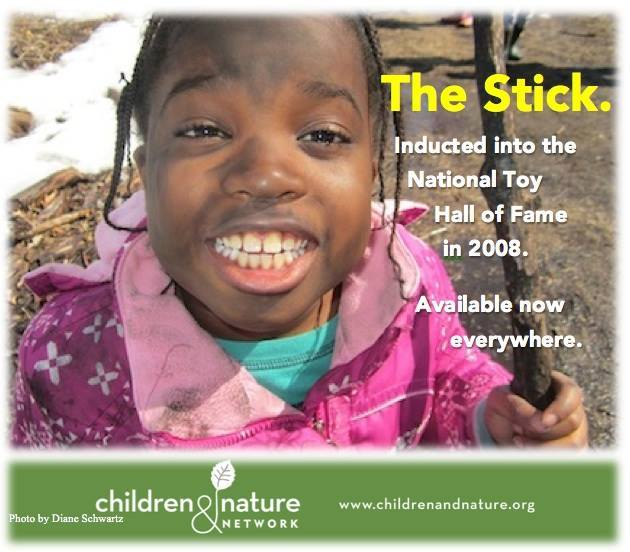 The Stick.
Inducted into the
National Toy
Hall of Fame
in 2008.
Available now
everywhere.
children & nature
NETWORK
www.childrenandnature.org
Photo by Diane Schwartz